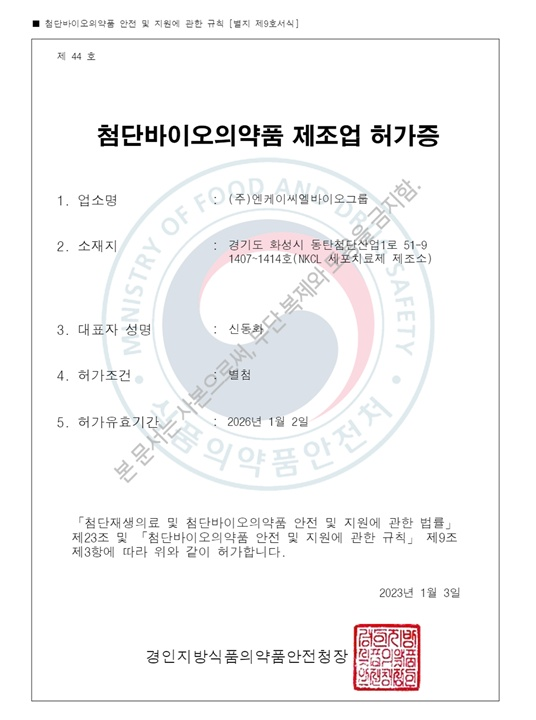 ■ 첨단바이오의약품 안전 및 지원에 관한 규칙 [별지 제9호서식]
제 44 호
첨단바이오의약품 제조업 허가증
1. 업소명 : (주)엔케이씨엘바이오그룹
2. 소재지 : 경기도 화성시 동탄첨단산업1로 51-9
1407~1414호(NKCL 세포치료제 제조소)
3. 대표자 성명 : 신동화
4. 허가조건 : 별첨
5. 허가유효기간 : 2026년 1월 2일
「첨단재생의료 및 첨단바이오의약품 안전 및 지원에 관한 법률」
제23조 및 「첨단바이오의약품 안전 및 지원에 관한 규칙」 제9조
제3항에 따라 위와 같이 허가합니다.
2023년 1월 3일
경인지방식품의약품안전청장
MINISTRY OF FOOD AND DRUG SAFETY
식품의약품안전처
본 문서는 사본으로써, 무단 복제와 을 금지함.